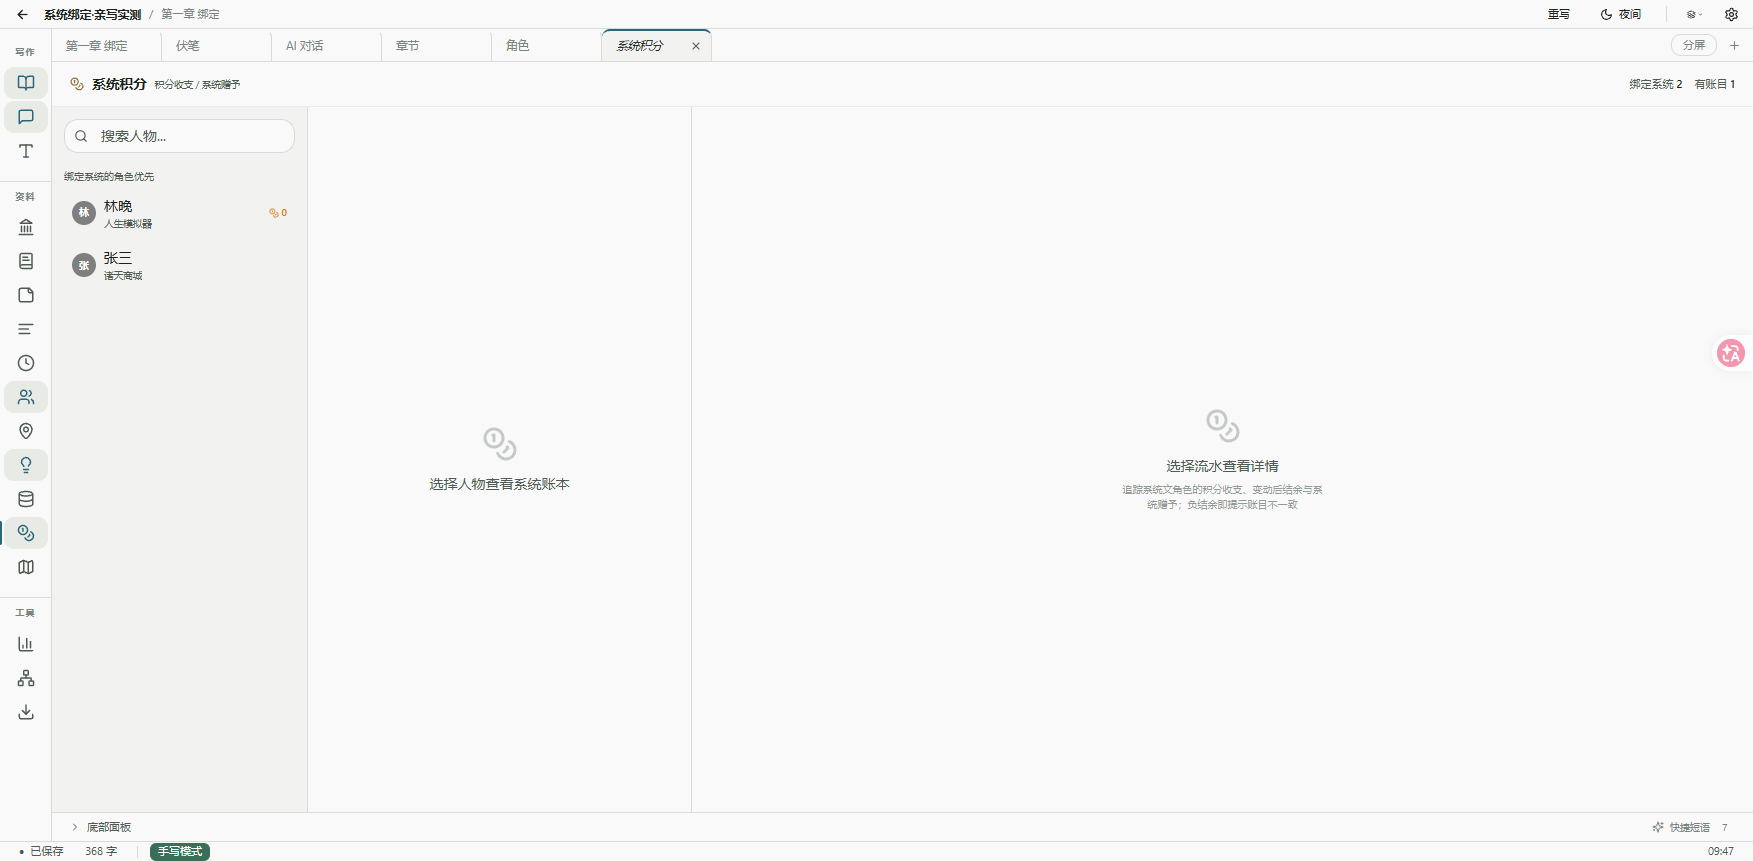 系统绑定·亲写实测 / 第一章 绑定
重写
夜间
写作
第一章 绑定
伏笔
AI 对话
章节
角色
系统积分
分屏
系统积分 积分收支 / 系统赠予
绑定系统 2 有账目 1
搜索人物...
绑定系统的角色优先
林
林晚
人生模拟器
0
张
张三
诸天商城
资料
工具
选择人物查看系统账本
选择流水查看详情
追踪系统文角色的积分收支、变动后结余与系
统赠予；负结余即提示账目不一致
底部面板
快捷短语 7
已保存 368 字 手写模式
09:47